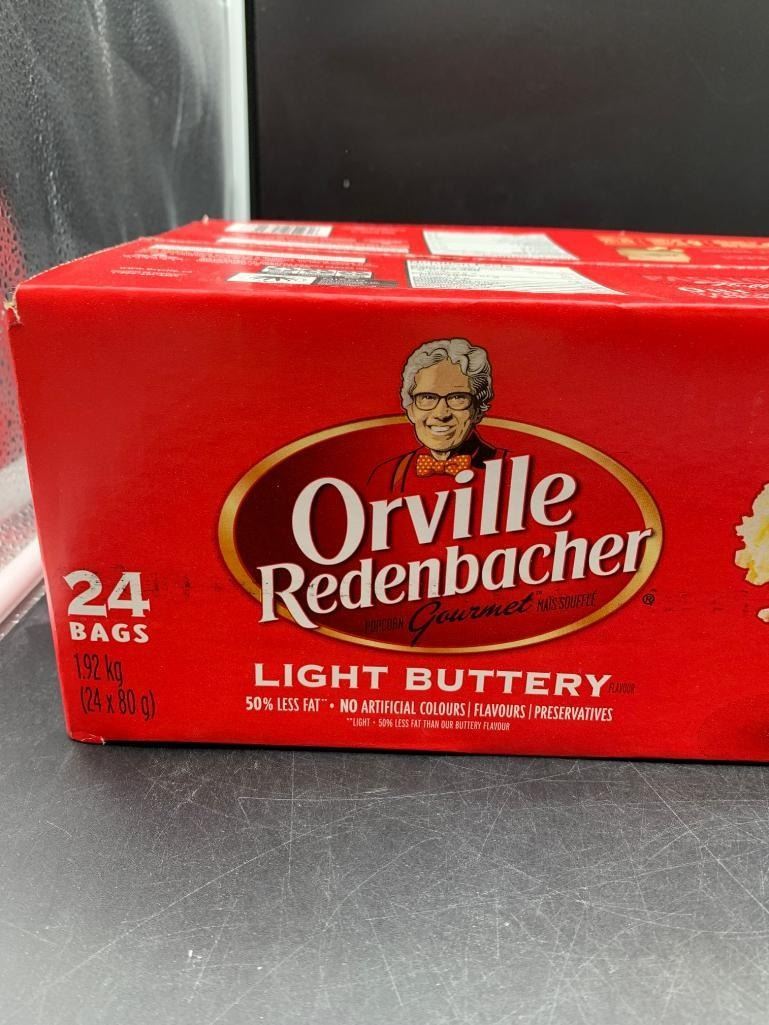 Orville
Redenbacher
POPCORN Gourmet™ MAÏS SOUFFLÉ
®
24
BAGS
1.92 kg
(24 x 80 g)
LIGHT BUTTERY FLAVOUR
50% LESS FAT** • NO ARTIFICIAL COLOURS | FLAVOURS | PRESERVATIVES
**LIGHT - 50% LESS FAT THAN OUR BUTTERY FLAVOUR